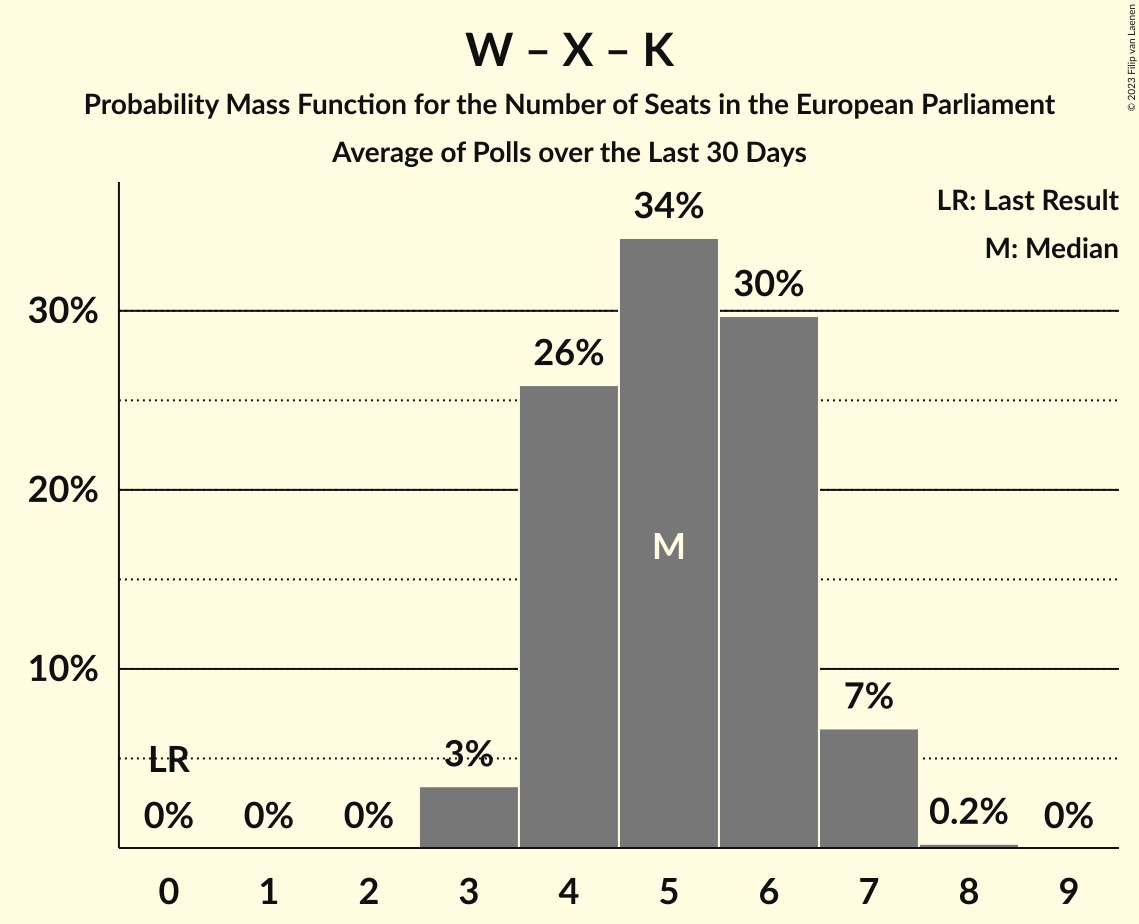 W – X – K
Probability Mass Function for the Number of Seats in the European Parliament
Average of Polls over the Last 30 Days
© 2023 Filip van Laenen
LR: Last Result
M: Median
34%
30%
26%
7%
3%
0.2%
0%
0%
0%
0%
LR
M
30%
20%
10%
0
1
2
3
4
5
6
7
8
9